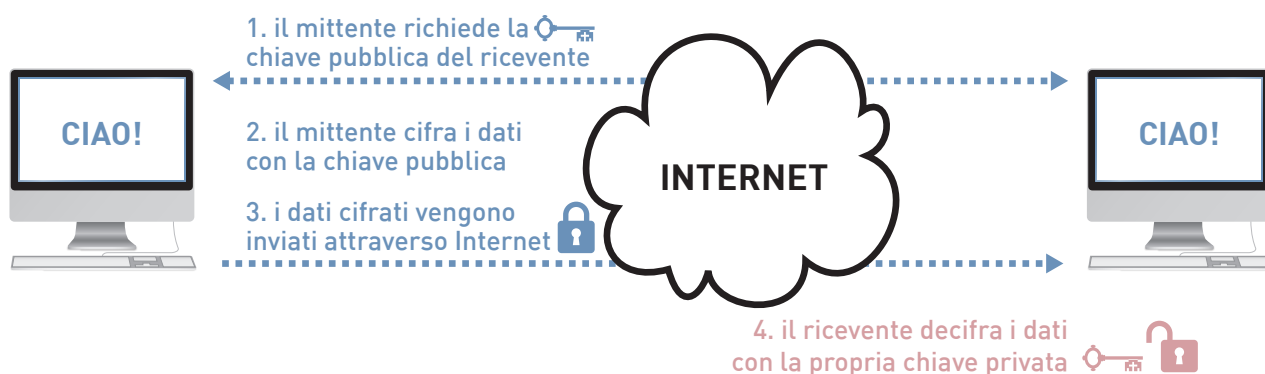 1. il mittente richiede la
chiave pubblica del ricevente
CIAO!
2. il mittente cifra i dati
con la chiave pubblica
INTERNET
CIAO!
3. i dati cifrati vengono
inviati attraverso Internet
4. il ricevente decifra i dati
con la propria chiave privata